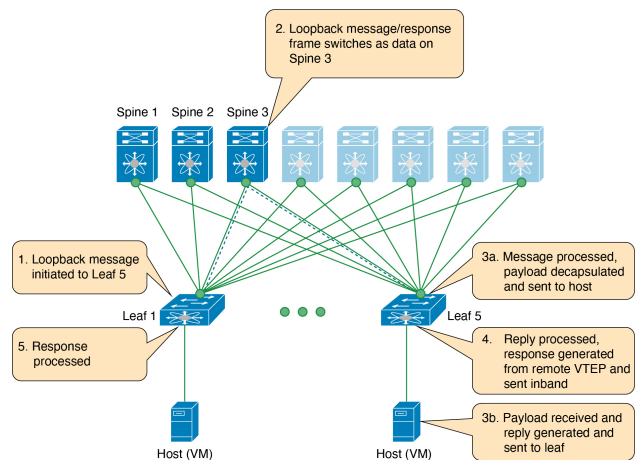 2. Loopback message/response
frame switches as data on
Spine 3
Spine 1
Spine 2
Spine 3
1. Loopback message
initiated to Leaf 5
3a. Message processed,
payload decapsulated
and sent to host
Leaf 1
Leaf 5
5. Response
processed
4. Reply processed,
response generated
from remote VTEP and
sent inband
3b. Payload received and
reply generated and
sent to leaf
Host (VM)
Host (VM)